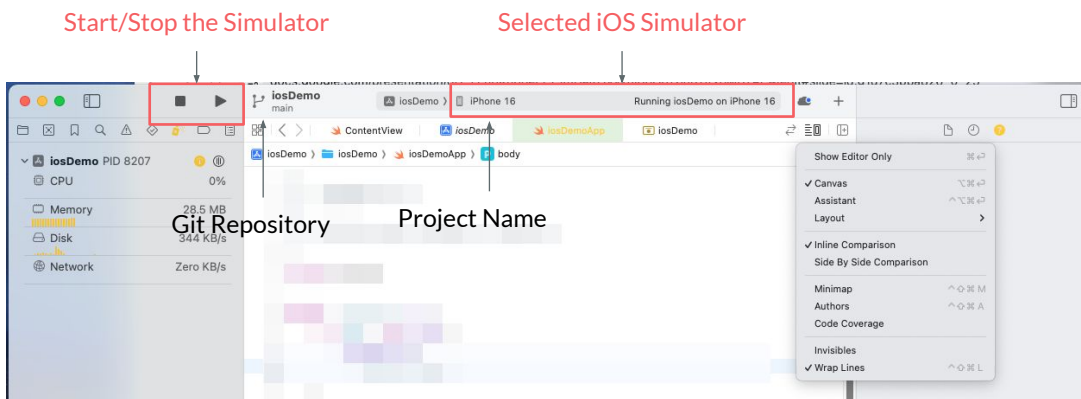 Start/Stop the Simulator
Selected iOS Simulator
iosDemo
main
iosDemo
iPhone 16
Running iosDemo on iPhone 16
ContentView
iosDemo
iosDemoApp
iosDemo
iosDemo PID 8207
iosDemo
iosDemo
iosDemoApp
body
CPU 0%
Memory 28.5 MB
Disk 344 KB/s
Network Zero KB/s
Git Repository
Project Name
Show Editor Only ⌘↩
✓ Canvas ⌥⌘↩
Assistant ^⌥⌘↩
Layout >
✓ Inline Comparison
Side By Side Comparison
Minimap ^⇧⌘M
Authors ^⇧⌘A
Code Coverage
Invisibles
✓ Wrap Lines ^⇧⌘L